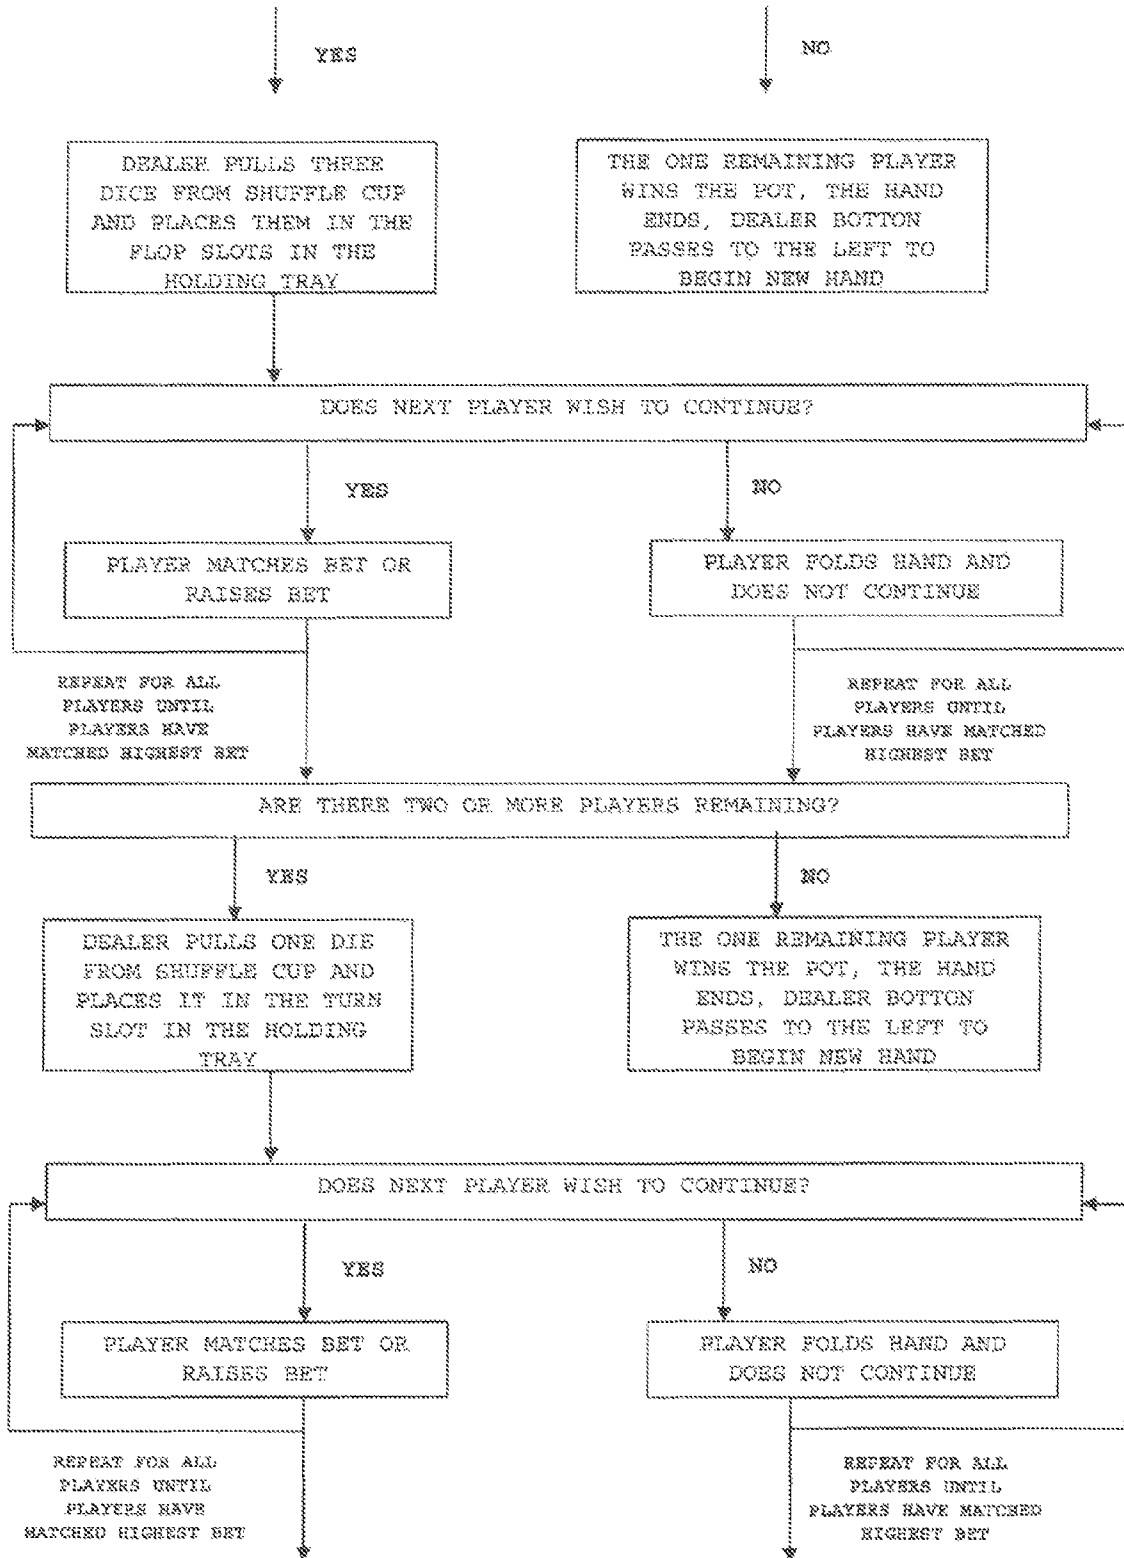 YES
NO
DEALER PULLS THREE
DICE FROM SHUFFLE CUP
AND PLACES THEM IN THE
FLOP SLOTS IN THE
HOLDING TRAY
THE ONE REMAINING PLAYER
WINS THE POT, THE HAND
ENDS, DEALER BOTTON
PASSES TO THE LEFT TO
BEGIN NEW HAND
DOES NEXT PLAYER WISH TO CONTINUE?
YES
NO
PLAYER MATCHES BET OR
RAISES BET
PLAYER FOLDS HAND AND
DOES NOT CONTINUE
REPEAT FOR ALL
PLAYERS UNTIL
PLAYERS HAVE
MATCHED HIGHEST BET
REPEAT FOR ALL
PLAYERS UNTIL
PLAYERS HAVE MATCHED
HIGHEST BET
ARE THERE TWO OR MORE PLAYERS REMAINING?
YES
NO
DEALER PULLS ONE DIE
FROM SHUFFLE CUP AND
PLACES IT IN THE TURN
SLOT IN THE HOLDING
TRAY
THE ONE REMAINING PLAYER
WINS THE POT, THE HAND
ENDS, DEALER BOTTON
PASSES TO THE LEFT TO
BEGIN NEW HAND
DOES NEXT PLAYER WISH TO CONTINUE?
YES
NO
PLAYER MATCHES BET OR
RAISES BET
PLAYER FOLDS HAND AND
DOES NOT CONTINUE
REPEAT FOR ALL
PLAYERS UNTIL
PLAYERS HAVE
MATCHED HIGHEST BET
REPEAT FOR ALL
PLAYERS UNTIL
PLAYERS HAVE MATCHED
HIGHEST BET